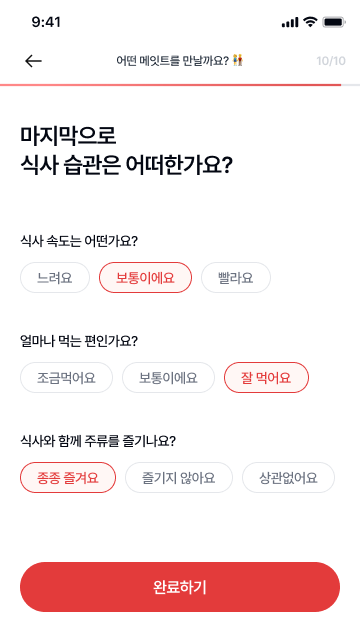 9:41
어떤 메잇트를 만날까요? 👫
10/10
마지막으로
식사 습관은 어떠한가요?
식사 속도는 어떤가요?
느려요 보통이에요 빨라요
얼마나 먹는 편인가요?
조금먹어요 보통이에요 잘 먹어요
식사와 함께 주류를 즐기나요?
종종 즐겨요 즐기지 않아요 상관없어요
완료하기